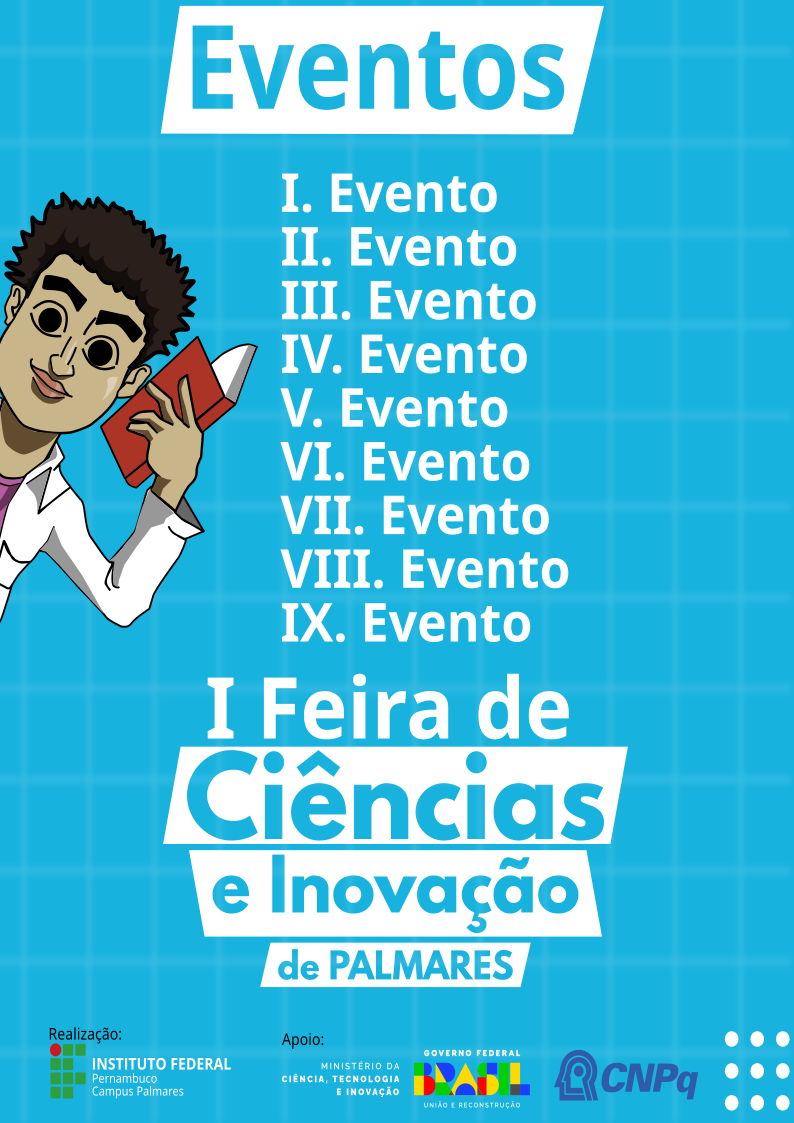 Eventos
I. Evento
II. Evento
III. Evento
IV. Evento
V. Evento
VI. Evento
VII. Evento
VIII. Evento
IX. Evento
I Feira de
Ciências
e Inovação
de PALMARES
Realização:
INSTITUTO FEDERAL
Pernambuco
Campus Palmares
Apoio:
MINISTÉRIO DA
CIÊNCIA, TECNOLOGIA
E INOVAÇÃO
GOVERNO FEDERAL
BRASIL
UNIÃO E RECONSTRUÇÃO
CNPq